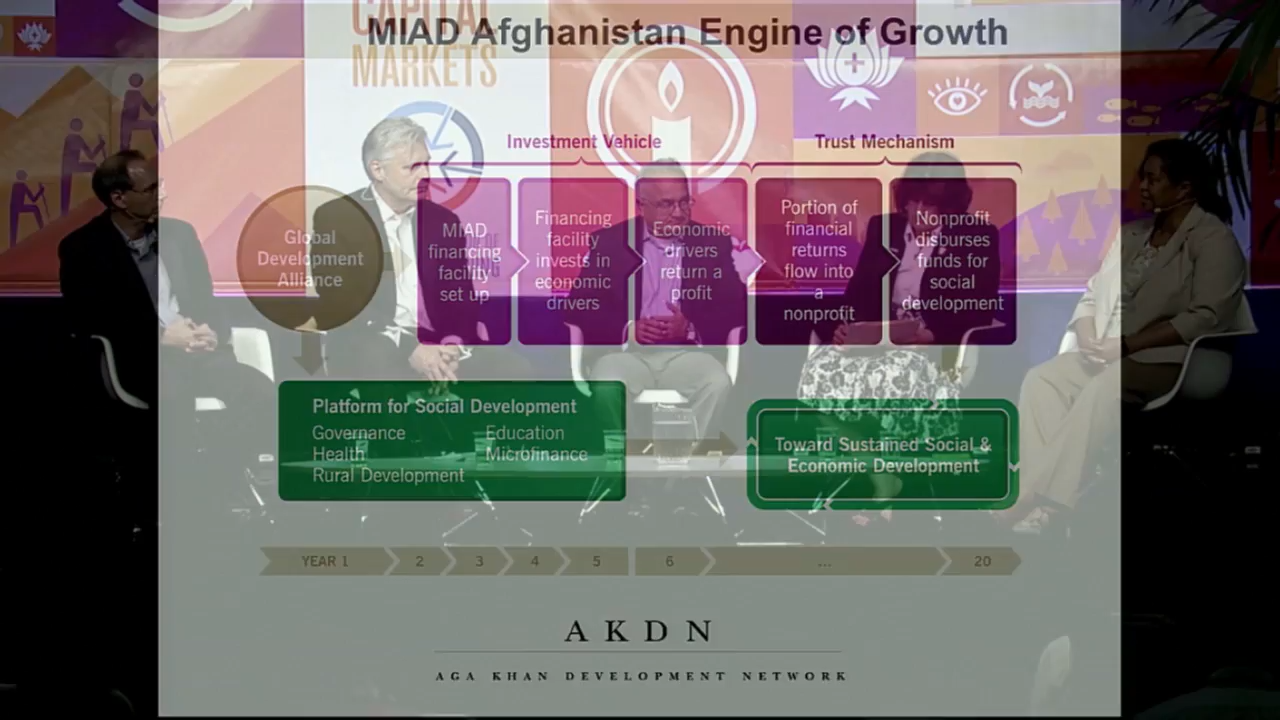 CAPITAL
MARKETS
MIAD Afghanistan Engine of Growth
Investment Vehicle
Trust Mechanism
Global
Development
Alliance
MIAD
financing
facility
set up
Financing
facility
invests in
economic
drivers
Economic
drivers
return a
profit
Portion of
financial
returns
flow into
a
nonprofit
Nonprofit
disburses
funds for
social
development
Platform for Social Development
Governance
Education
Health
Microfinance
Rural Development
Toward Sustained Social &
Economic Development
YEAR 1 2 3 4 5 6 ... 20
AKDN
AGA KHAN DEVELOPMENT NETWORK